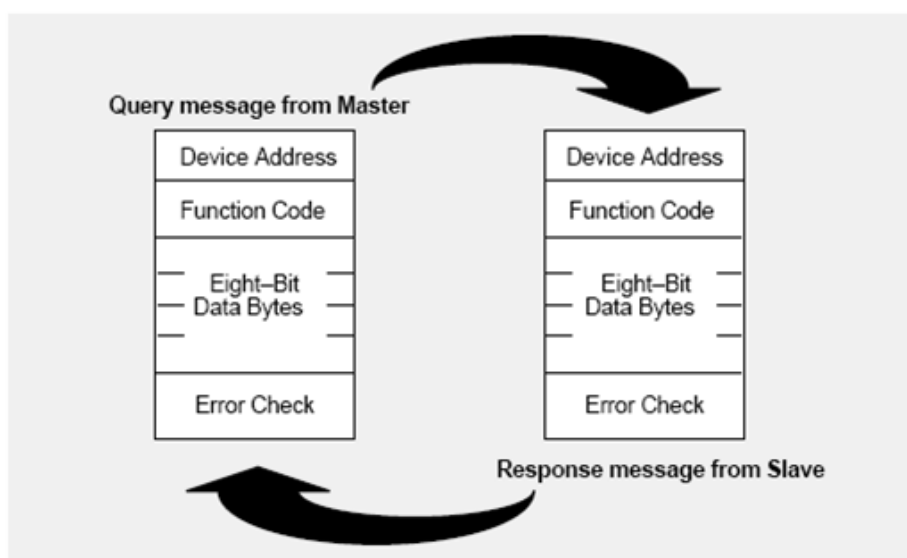 Query message from Master
Device Address
Function Code
Eight–Bit
Data Bytes
Error Check
Device Address
Function Code
Eight–Bit
Data Bytes
Error Check
Response message from Slave